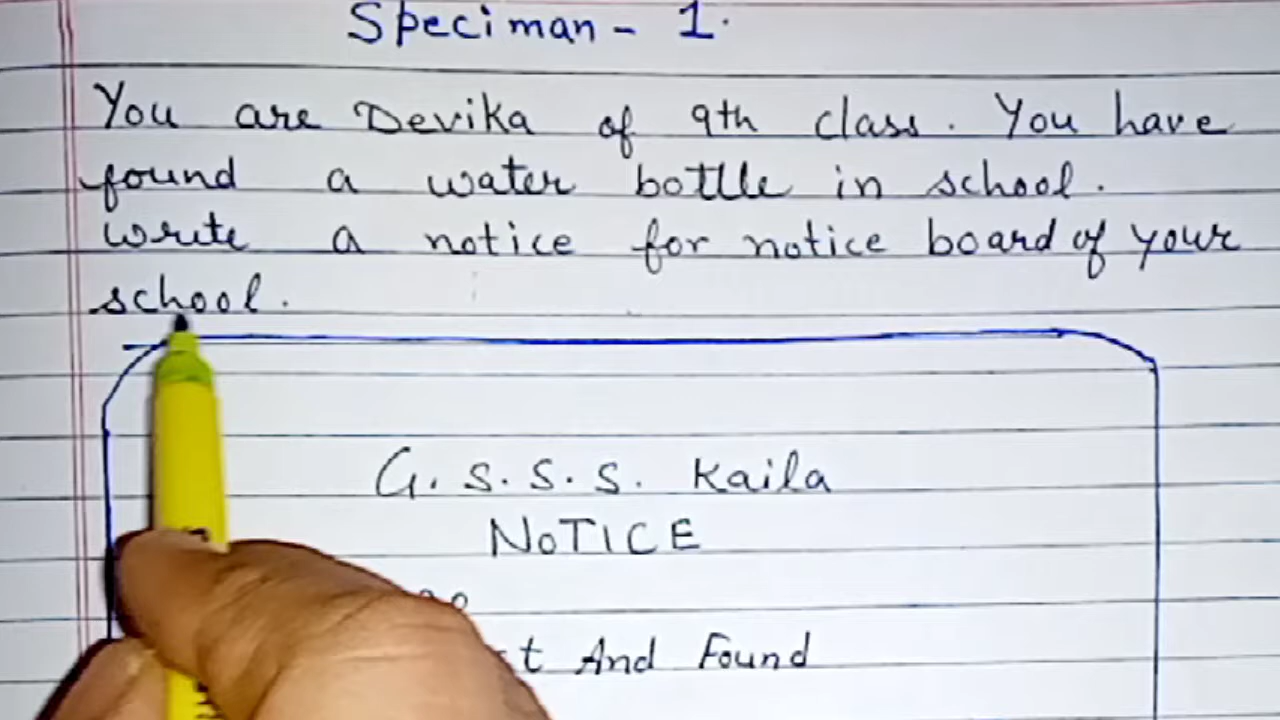 Speciman - 1.
You are Devika of 9th class. You have
found a water bottle in school.
write a notice for notice board of your
school.
G. S. S. S. Kaila
NOTICE
And Found